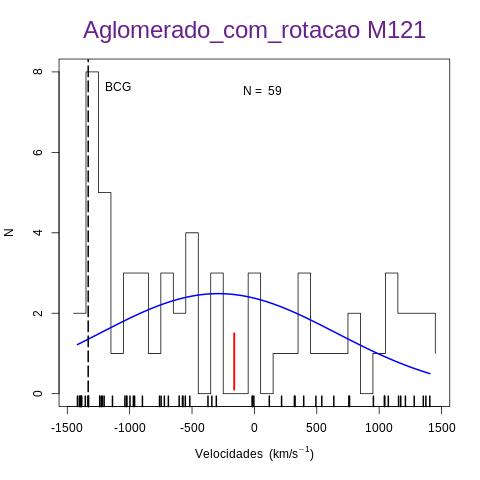 Aglomerado_com_rotacao M121
BCG
N = 59
N
8
6
4
2
0
-1500 -1000 -500 0 500 1000 1500
Velocidades (km/s⁻¹)